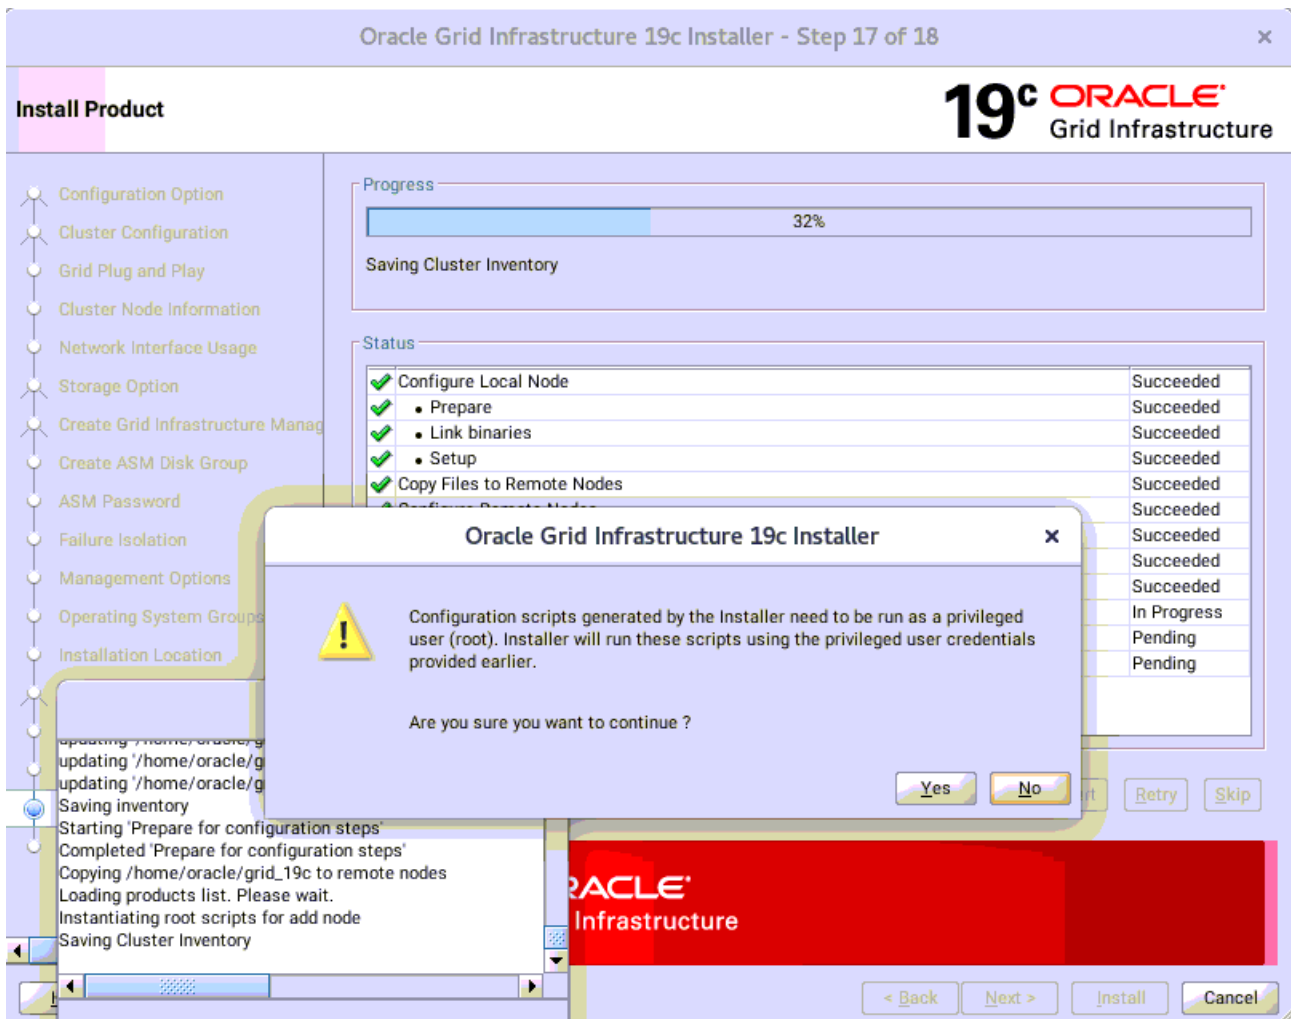 Oracle Grid Infrastructure 19c Installer - Step 17 of 18
Install Product
19c ORACLE
Grid Infrastructure
Configuration Option
Cluster Configuration
Grid Plug and Play
Cluster Node Information
Network Interface Usage
Storage Option
Create Grid Infrastructure Manag
Create ASM Disk Group
ASM Password
Failure Isolation
Management Options
Operating System Groups
Installation Location
Progress
32%
Saving Cluster Inventory
Status
Configure Local Node Succeeded
• Prepare Succeeded
• Link binaries Succeeded
• Setup Succeeded
Copy Files to Remote Nodes Succeeded
Configure Remote Nodes Succeeded
Succeeded
Succeeded
Succeeded
In Progress
Pending
Pending
Oracle Grid Infrastructure 19c Installer
Configuration scripts generated by the Installer need to be run as a privileged
user (root). Installer will run these scripts using the privileged user credentials
provided earlier.
Are you sure you want to continue ?
Yes No
Retry Skip
updating '/home/oracle/g
updating '/home/oracle/g
updating '/home/oracle/g
Saving inventory
Starting 'Prepare for configuration steps'
Completed 'Prepare for configuration steps'
Copying /home/oracle/grid_19c to remote nodes
Loading products list. Please wait.
Instantiating root scripts for add node
Saving Cluster Inventory
RACLE
Infrastructure
< Back Next > Install Cancel